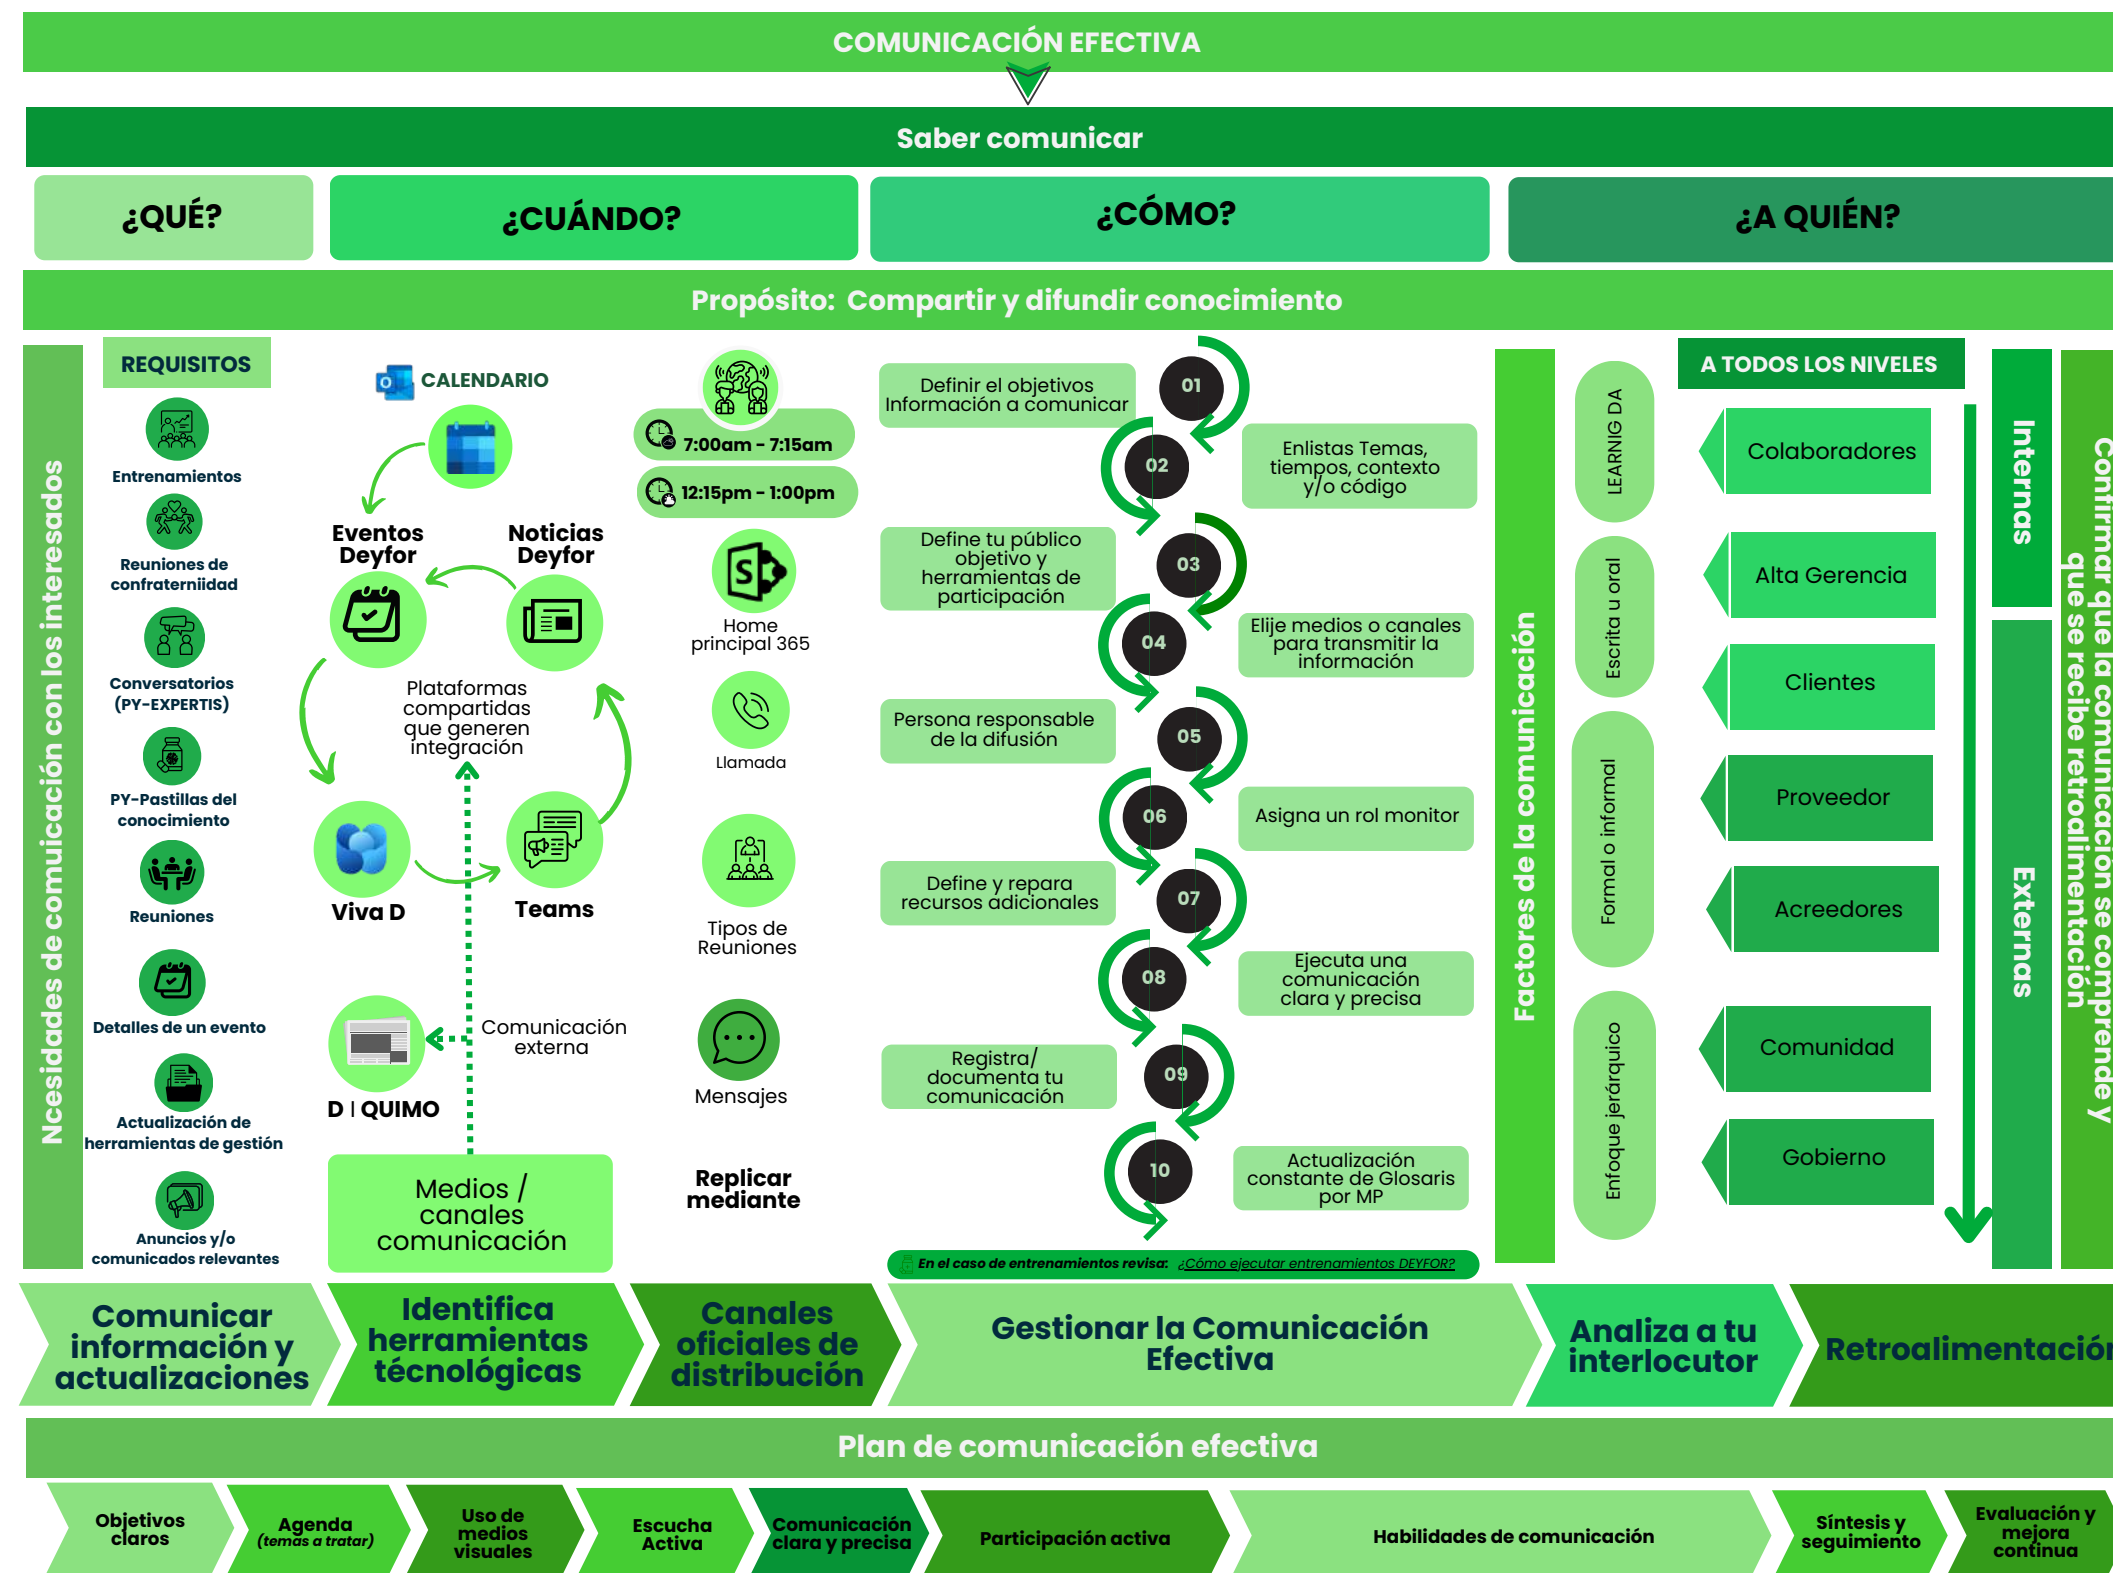 COMUNICACIÓN EFECTIVA
Saber comunicar
¿QUÉ?
¿CUÁNDO?
¿CÓMO?
¿A QUIÉN?
Propósito: Compartir y difundir conocimiento
Ncesidades de comuicación con los interesados
REQUISITOS
Entrenamientos
Reuniones de
confraterniidad
Conversatorios
(PY-EXPERTIS)
PY-Pastillas del
conocimiento
Reuniones
Detalles de un evento
Actualización de
herramientas de gestión
Anuncios y/o
comunicados relevantes
CALENDARIO
Eventos
Deyfor
Noticias
Deyfor
Plataformas
compartidas
que generen
integración
Viva D
Teams
Comunicación
externa
D | QUIMO
Medios /
canales
comunicación
7:00am - 7:15am
12:15pm - 1:00pm
Home
principal 365
Llamada
Tipos de
Reuniones
Mensajes
Replicar
mediante
Definir el objetivos
Información a comunicar
01
02
Enlistas Temas,
tiempos, contexto
y/o código
Define tu público
objetivo y
herramientas de
participación
03
04
Elije medios o canales
para transmitir la
información
Persona responsable
de la difusión
05
06
Asigna un rol monitor
Define y repara
recursos adicionales
07
08
Ejecuta una
comunicación
clara y precisa
Registra/
documenta tu
comunicación
09
10
Actualización
constante de Glosaris
por MP
En el caso de entrenamientos revisa: ¿Cómo ejecutar entrenamientos DEYFOR?
Factores de la comunicación
LEARNIG DA
Escrita u oral
Formal o informal
Enfoque jerárquico
A TODOS LOS NIVELES
Colaboradores
Alta Gerencia
Clientes
Proveedor
Acreedores
Comunidad
Gobierno
Internas
Externas
Confirmar que la comunicación se comprende y
que se recibe retroalimentación
Comunicar
información y
actualizaciones
Identifica
herramientas
técnológicas
Canales
oficiales de
distribución
Gestionar la Comunicación
Efectiva
Analiza a tu
interlocutor
Retroalimentación
Plan de comunicación efectiva
Objetivos
claros
Agenda
(temas a tratar)
Uso de
medios
visuales
Escucha
Activa
Comunicación
clara y precisa
Participación activa
Habilidades de comunicación
Síntesis y
seguimiento
Evaluación y
mejora
continua